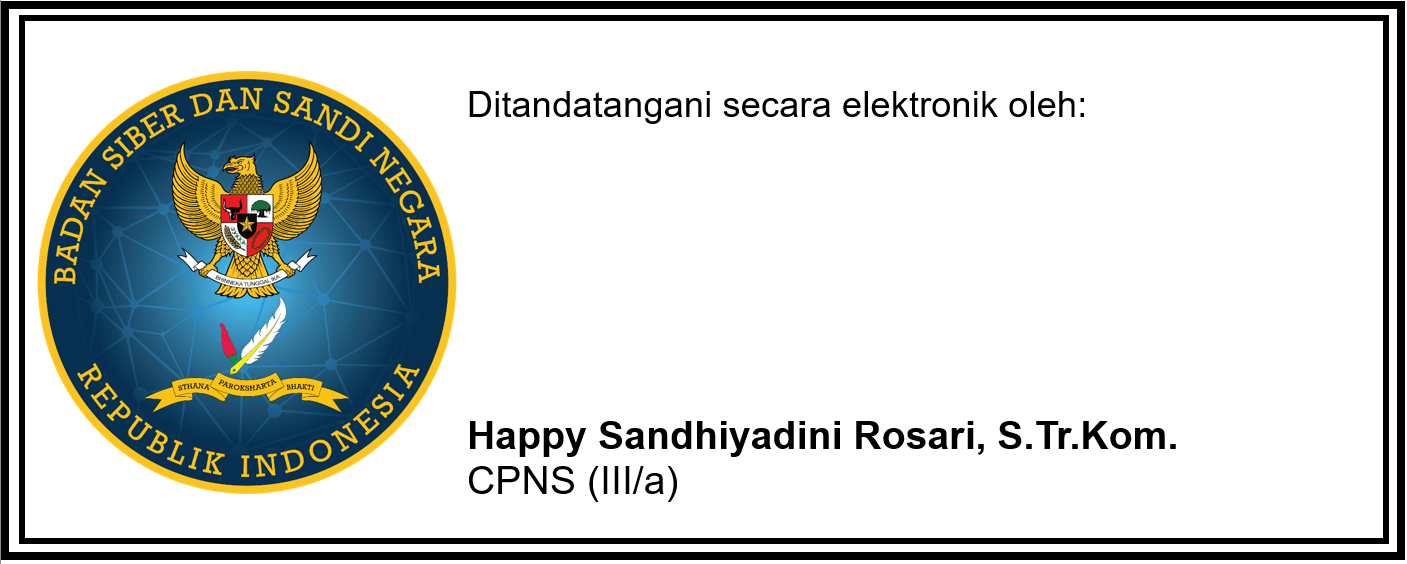 BADAN SIBER DAN SANDI NEGARA
BHINNEKA TUNGGAL IKA
STHANA PAROKSHARTA BHAKTI
REPUBLIK INDONESIA
Ditandatangani secara elektronik oleh:
Happy Sandhiyadini Rosari, S.Tr.Kom.
CPNS (III/a)